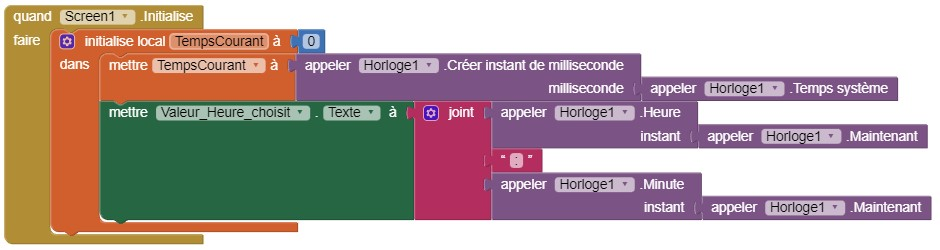 quand Screen1 .Initialise
faire initialise local TempsCourant à 0
dans mettre TempsCourant à appeler Horloge1 .Créer instant de milliseconde
milliseconde appeler Horloge1 .Temps système
mettre Valeur_Heure_choisit . Texte à joint appeler Horloge1 .Heure
instant appeler Horloge1 .Maintenant
“ : ”
appeler Horloge1 .Minute
instant appeler Horloge1 .Maintenant